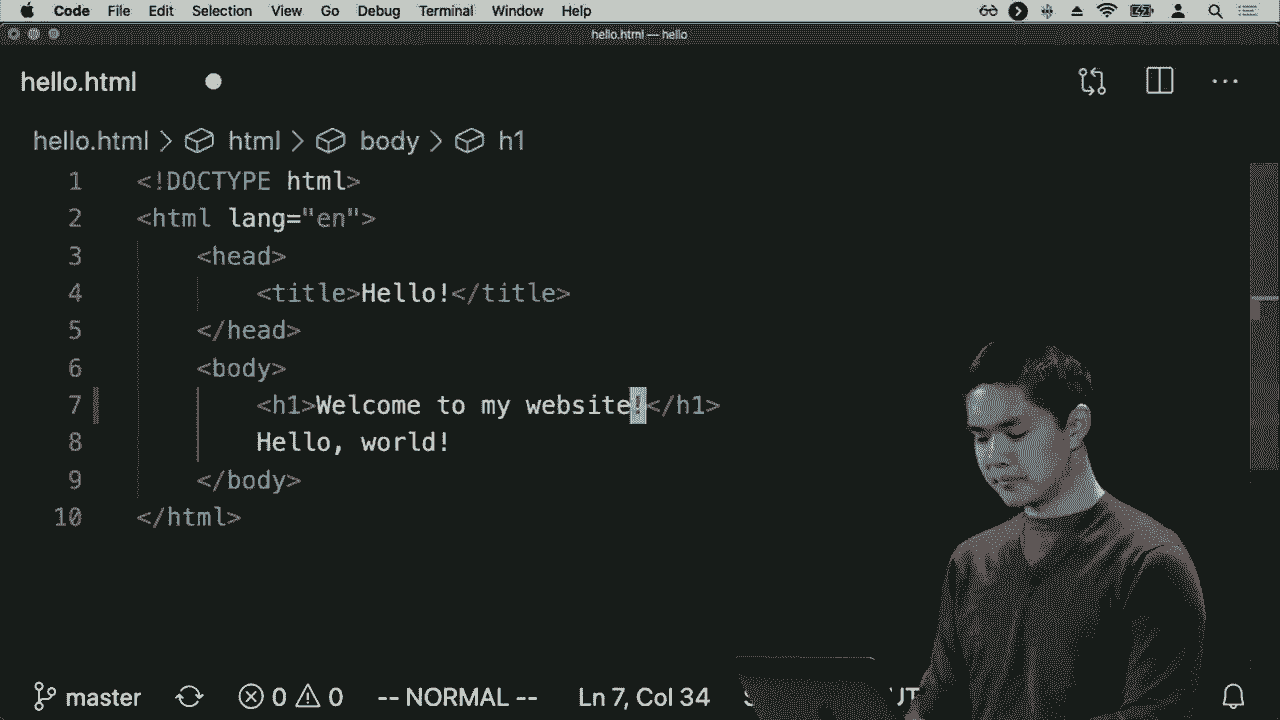 Code File Edit Selection View Go Debug Terminal Window Help
hello.html — hello
hello.html
hello.html > html > body > h1
1 <!DOCTYPE html>
2 <html lang="en">
3 <head>
4 <title>Hello!</title>
5 </head>
6 <body>
7 <h1>Welcome to my website!</h1>
8 Hello, world!
9 </body>
10 </html>
master 0 0 -- NORMAL -- Ln 7, Col 34